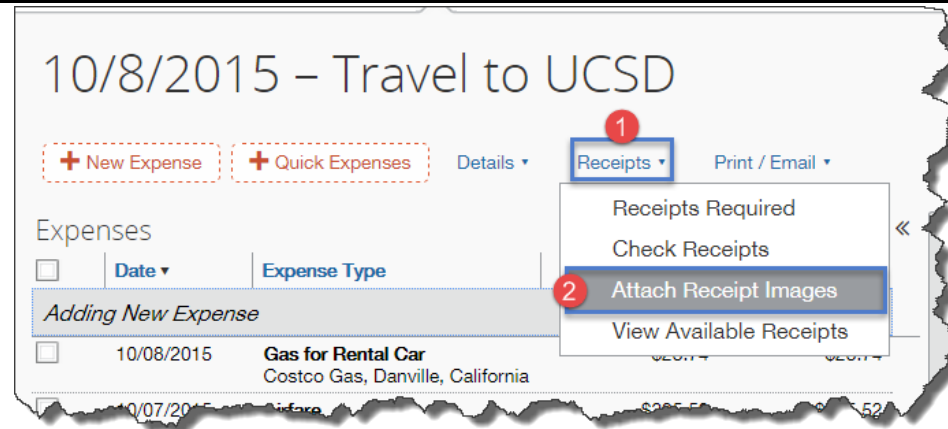 10/8/2015 – Travel to UCSD
1
+ New Expense + Quick Expenses Details ▾ Receipts ▾ Print / Email ▾
Receipts Required
Expenses «
Check Receipts
Date ▾ Expense Type
2 Attach Receipt Images
Adding New Expense
View Available Receipts
10/08/2015 Gas for Rental Car
Costco Gas, Danville, California
Airfare